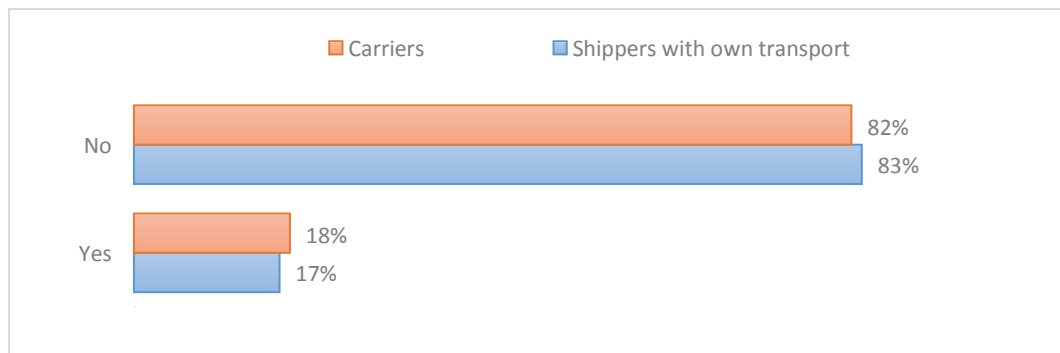 Carriers Shippers with own transport
No
82%
83%
Yes
18%
17%